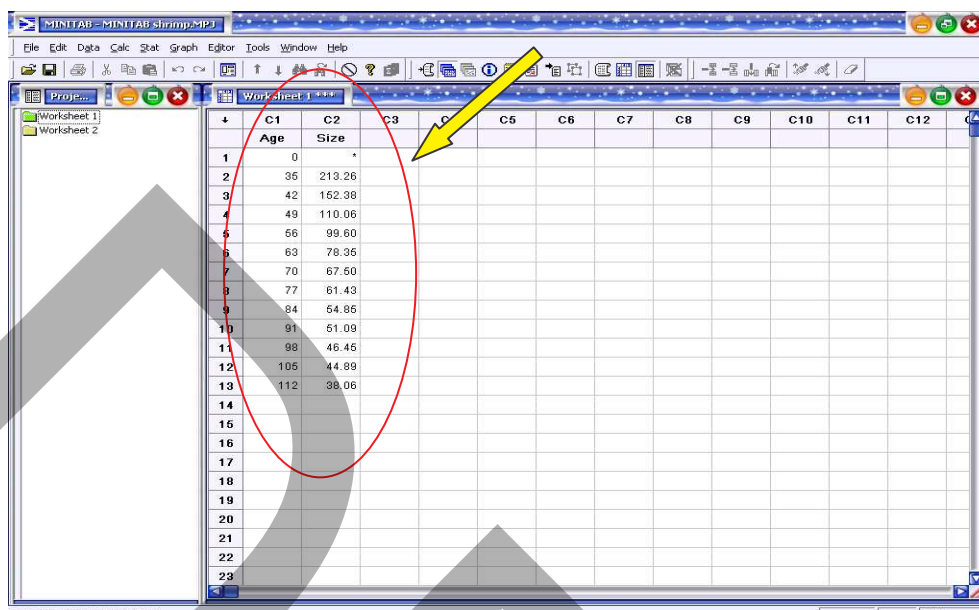 MINITAB - MINITAB shrimp.MPJ
File Edit Data Calc Stat Graph Editor Tools Window Help
Proje...
Worksheet 1 ***
Worksheet 1
Worksheet 2
C1 C2 C3 C5 C6 C7 C8 C9 C10 C11 C12
Age Size
1 0 *
2 35 213.26
3 42 152.38
4 49 110.06
5 56 99.60
6 63 78.35
7 70 67.50
8 77 61.43
9 84 54.85
10 91 51.09
11 98 46.45
12 105 44.89
13 112 38.06
14
15
16
17
18
19
20
21
22
23